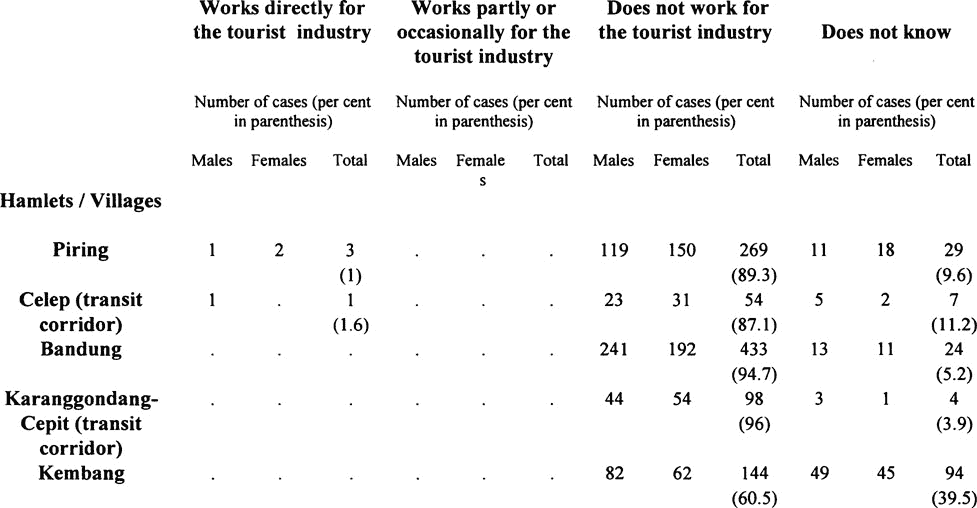 Works directly for the tourist industry
Works partly or occasionally for the tourist industry
Does not work for the tourist industry
Does not know
Number of cases (per cent in parenthesis)
Number of cases (per cent in parenthesis)
Number of cases (per cent in parenthesis)
Number of cases (per cent in parenthesis)
Males Females Total Males Females Total Males Females Total Males Females Total
Hamlets / Villages
Piring 1 2 3 . . . 119 150 269 11 18 29
(1) (89.3) (9.6)
Celep (transit 1 . 1 . . . 23 31 54 5 2 7
corridor) (1.6) (87.1) (11.2)
Bandung . . . . . . 241 192 433 13 11 24
(94.7) (5.2)
Karanggondang- . . . . . . 44 54 98 3 1 4
Cepit (transit (96) (3.9)
corridor)
Kembang . . . . . . 82 62 144 49 45 94
(60.5) (39.5)